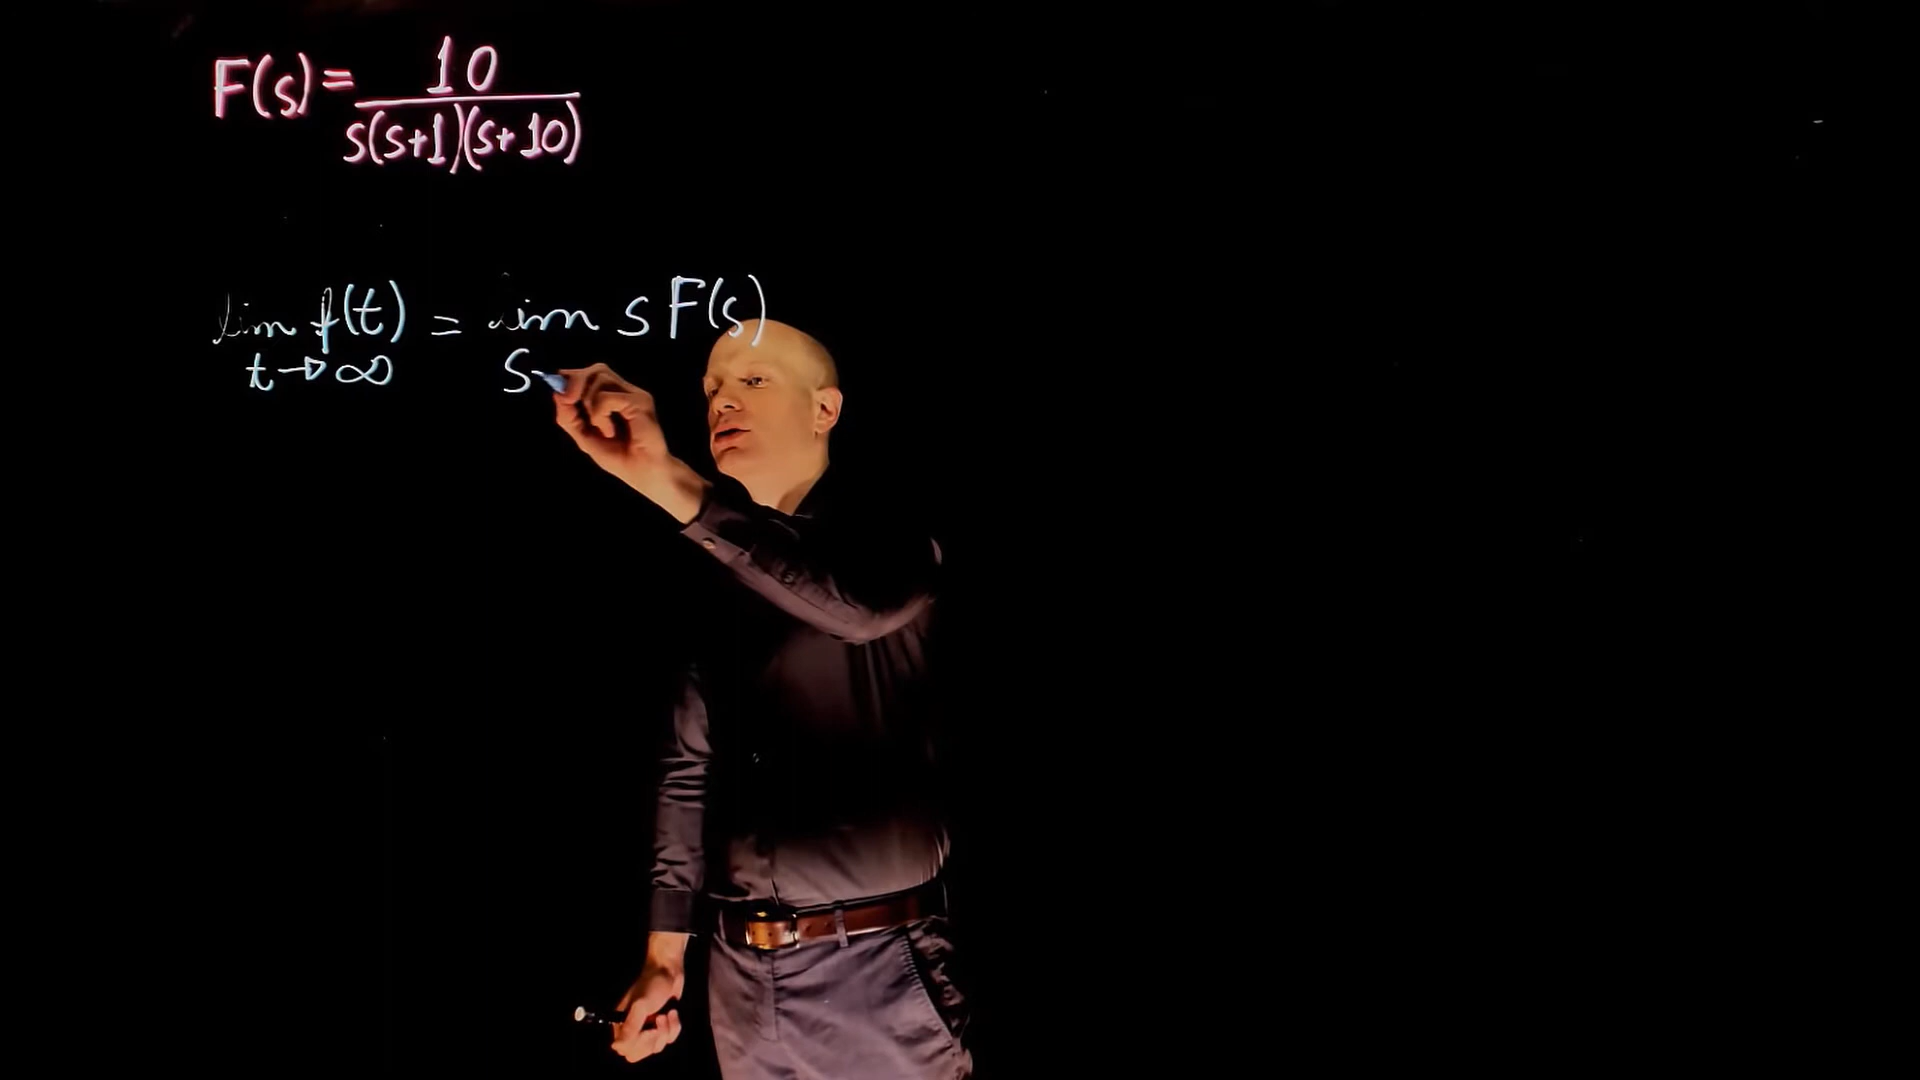 F(s)= 10/s(s+1)(s+10)
lim f(t) = lim s F(s)
t→∞ s